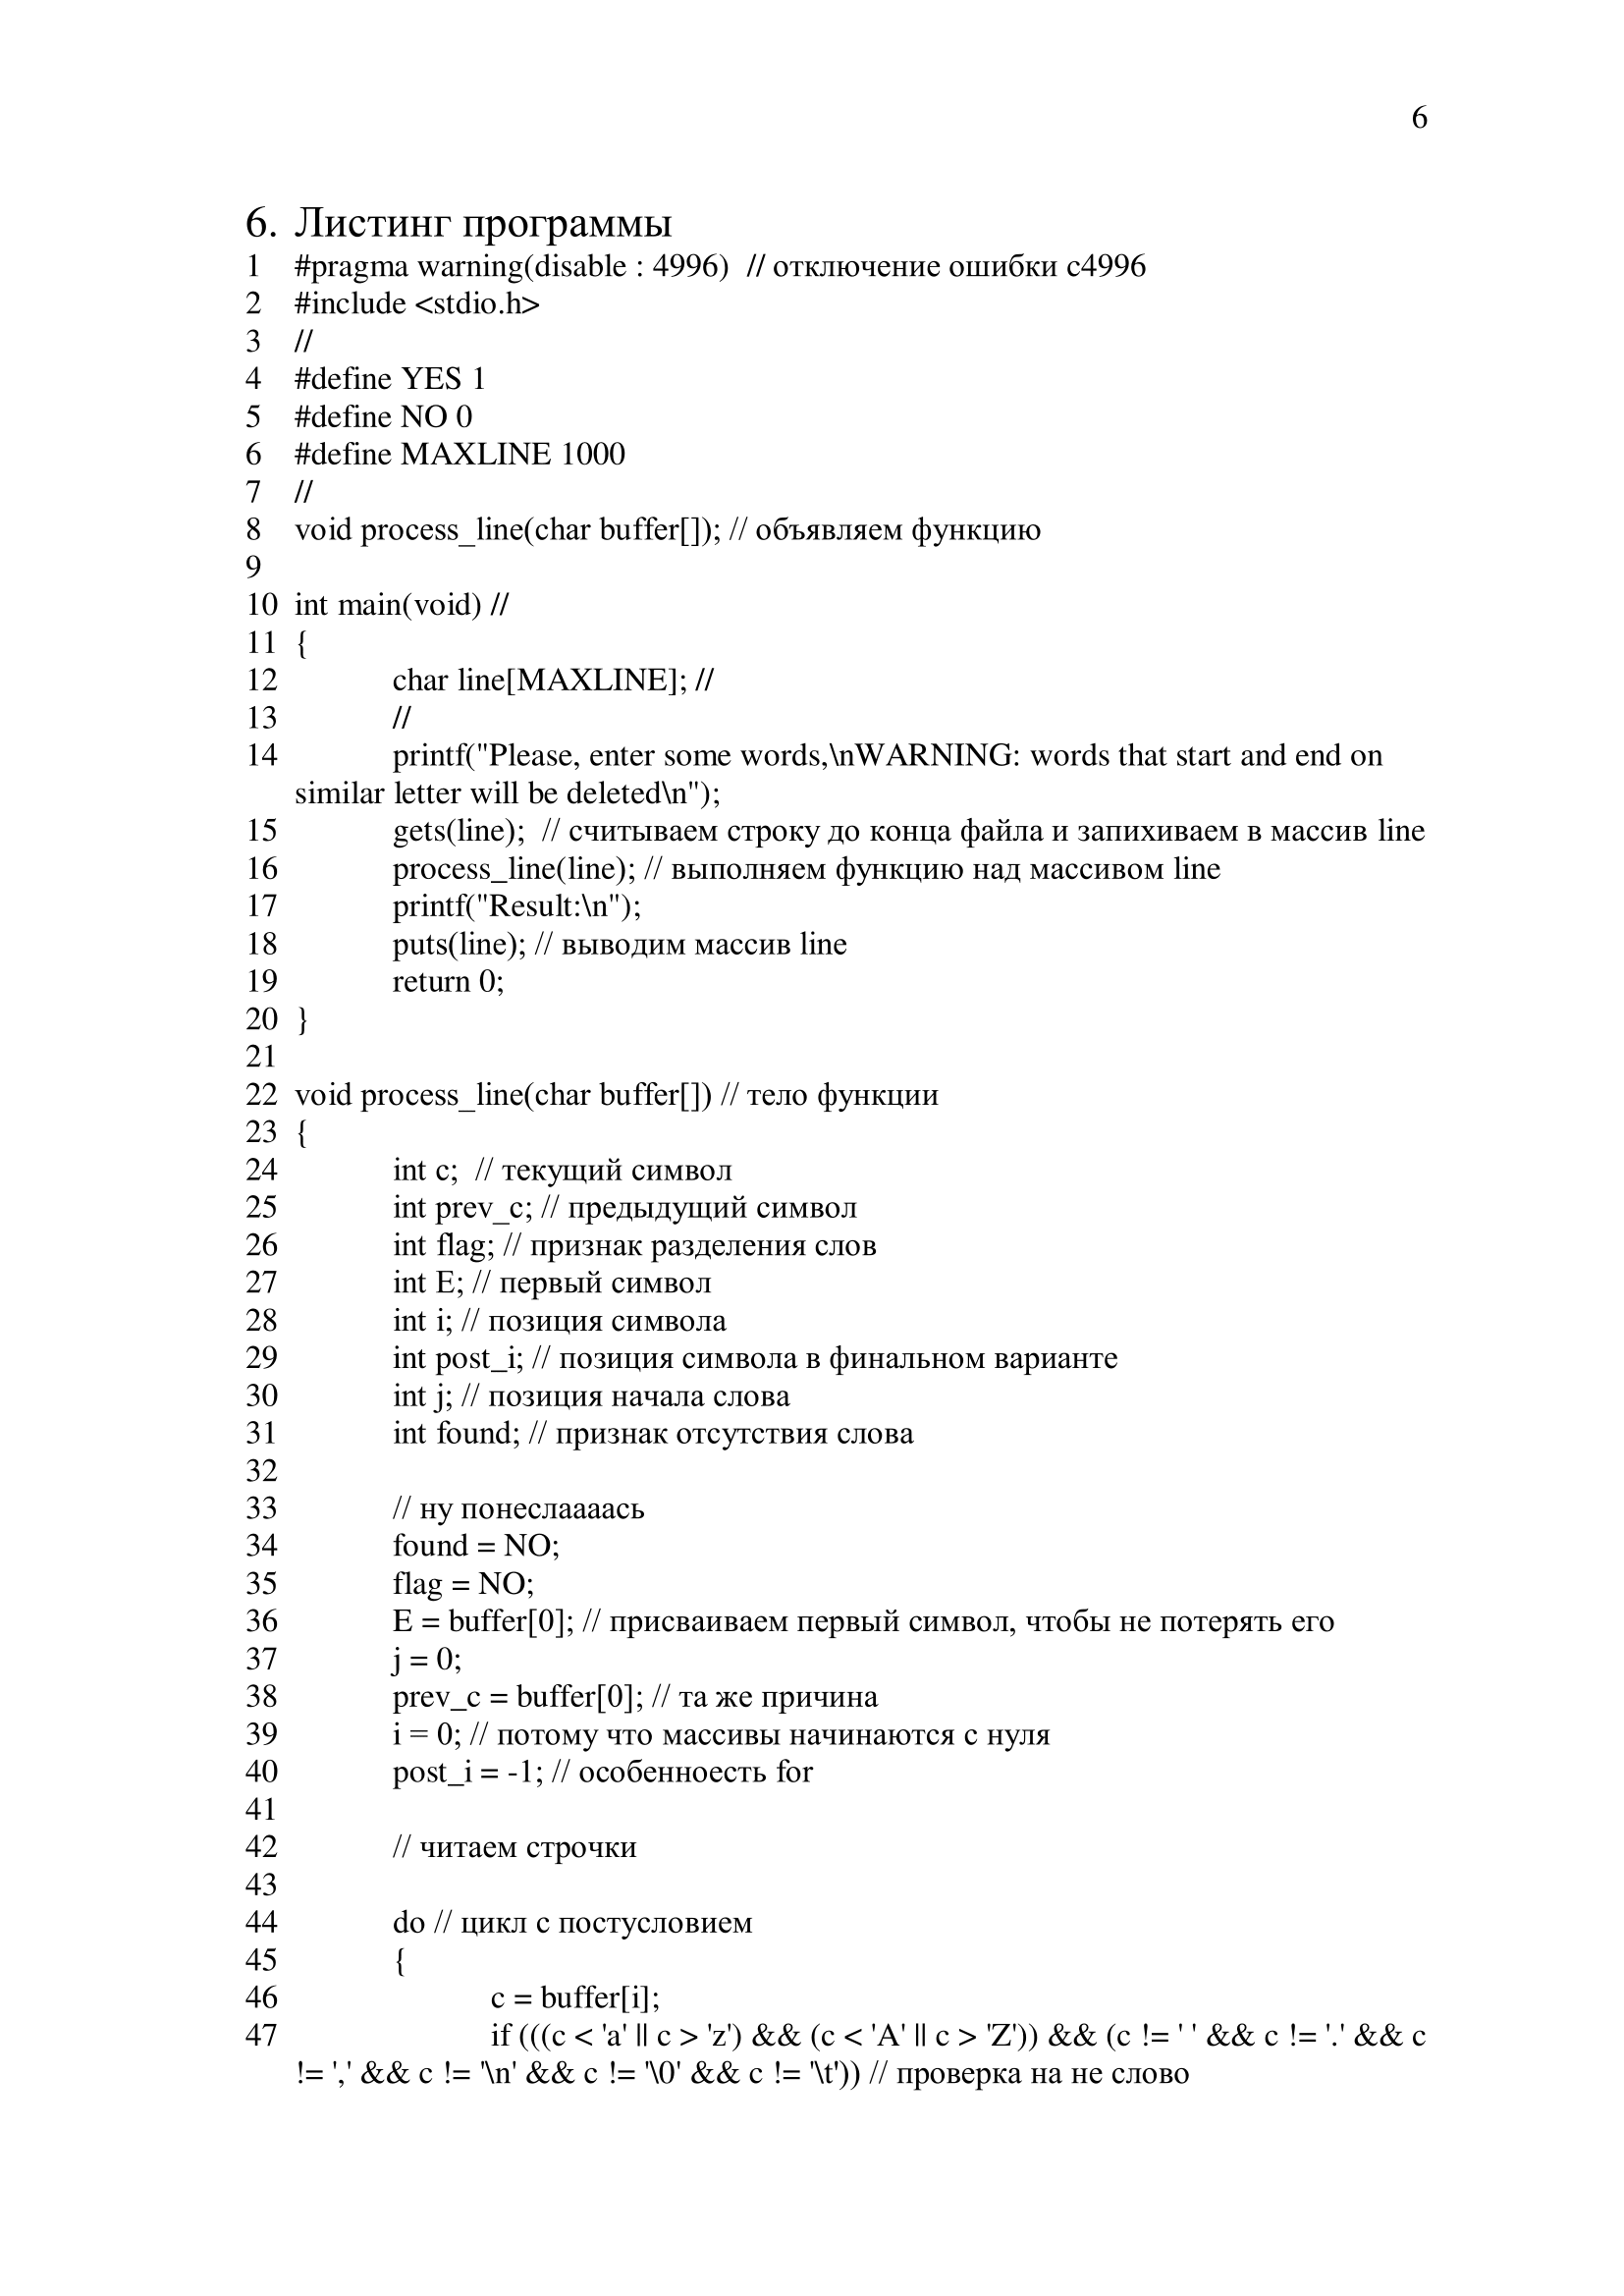 6
6. Листинг программы
1 #pragma warning(disable : 4996)  // отключение ошибки c4996
2 #include <stdio.h>
3 //
4 #define YES 1
5 #define NO 0
6 #define MAXLINE 1000
7 //
8 void process_line(char buffer[]); // объявляем функцию
9
10 int main(void) //
11 {
12 char line[MAXLINE]; //
13 //
14 printf("Please, enter some words,\nWARNING: words that start and end on
similar letter will be deleted\n");
15 gets(line);  // считываем строку до конца файла и запихиваем в массив line
16 process_line(line); // выполняем функцию над массивом line
17 printf("Result:\n");
18 puts(line); // выводим массив line
19 return 0;
20 }
21
22 void process_line(char buffer[]) // тело функции
23 {
24 int c;  // текущий символ
25 int prev_c; // предыдущий символ
26 int flag; // признак разделения слов
27 int E; // первый символ
28 int i; // позиция символа
29 int post_i; // позиция символа в финальном варианте
30 int j; // позиция начала слова
31 int found; // признак отсутствия слова
32
33 // ну понеслаааась
34 found = NO;
35 flag = NO;
36 E = buffer[0]; // присваиваем первый символ, чтобы не потерять его
37 j = 0;
38 prev_c = buffer[0]; // та же причина
39 i = 0; // потому что массивы начинаются с нуля
40 post_i = -1; // особенноесть for
41
42 // читаем строчки
43
44 do // цикл с постусловием
45 {
46 c = buffer[i];
47 if (((c < 'a' || c > 'z') && (c < 'A' || c > 'Z')) && (c != ' ' && c != '.' && c
!= ',' && c != '\n' && c != '\0' && c != '\t')) // проверка на не слово